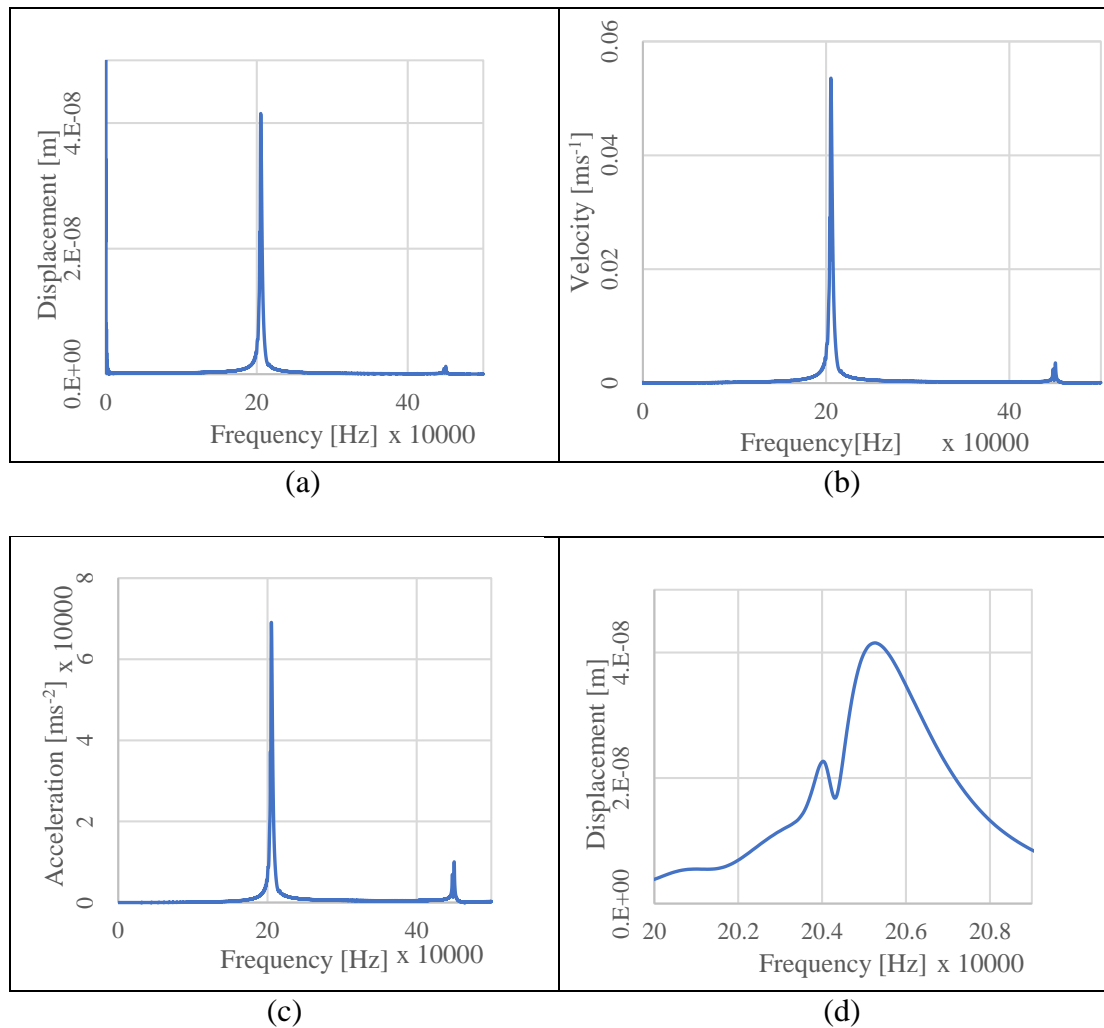 Displacement [m]
0.E+00 2.E-08 4.E-08
0 20 40
Frequency [Hz] x 10000
(a)
Velocity [ms-1]
0 0.02 0.04 0.06
0 20 40
Frequency[Hz] x 10000
(b)
Acceleration [ms-2] x 10000
0 2 4 6 8
0 20 40
Frequency [Hz] x 10000
(c)
Displacement [m]
0.E+00 2.E-08 4.E-08
20 20.2 20.4 20.6 20.8
Frequency [Hz] x 10000
(d)